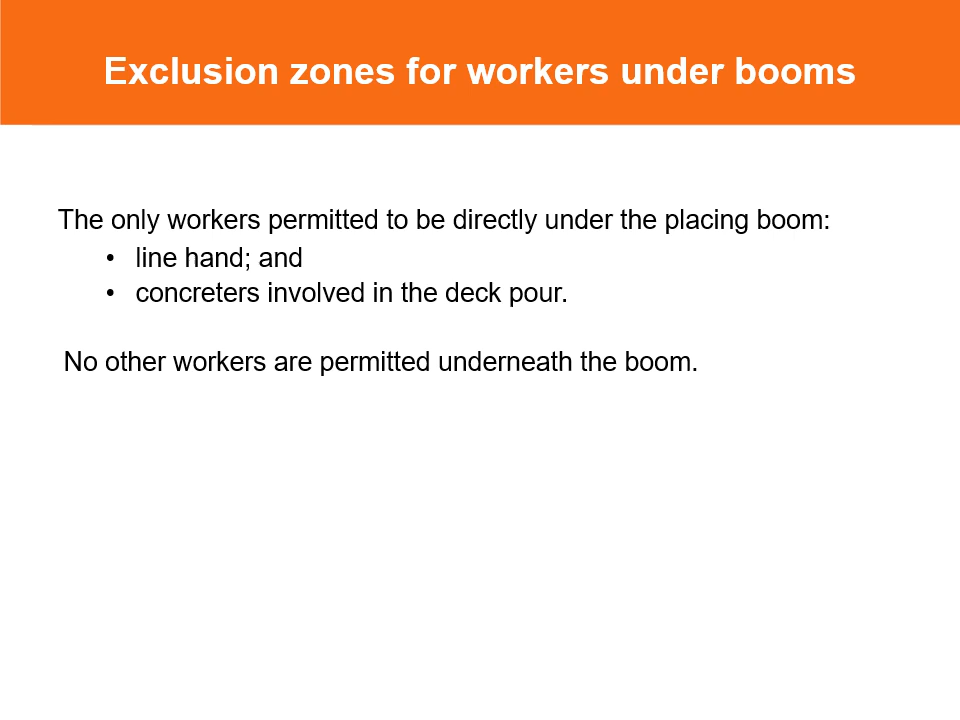 Exclusion zones for workers under booms
The only workers permitted to be directly under the placing boom:
• line hand; and
• concreters involved in the deck pour.
No other workers are permitted underneath the boom.